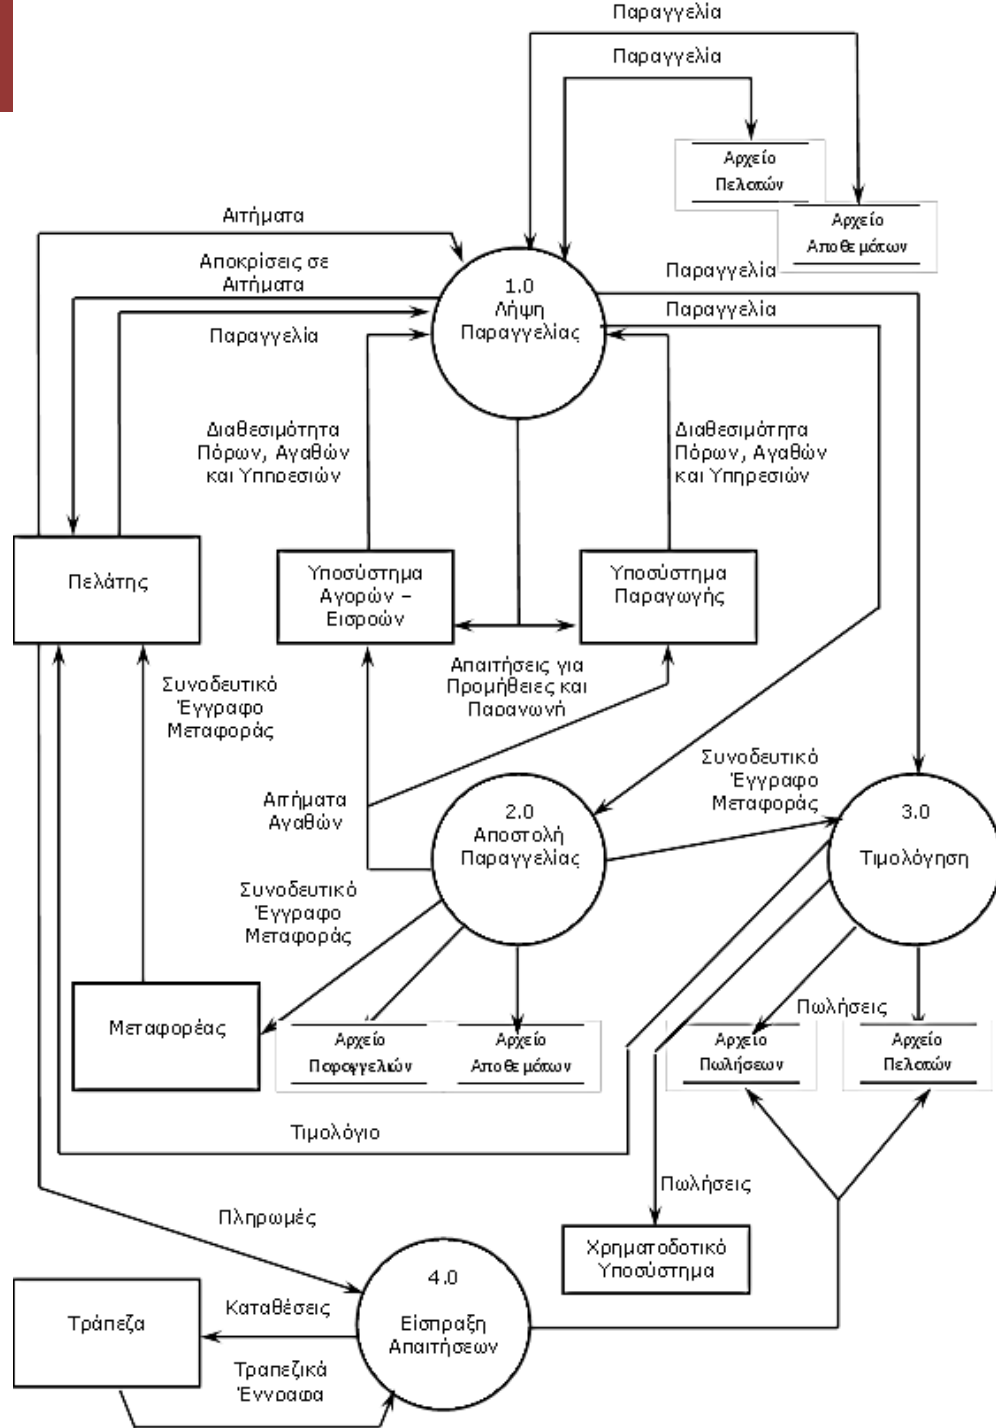 Παραγγελία
Παραγγελία
Αρχείο
Πελατών
Αρχείο
Αποθεμάτων
Αιτήματα
Αποκρίσεις σε
Αιτήματα
Παραγγελία
1.0
Λήψη
Παραγγελίας
Παραγγελία
Παραγγελία
Διαθεσιμότητα
Πόρων, Αγαθών
και Υπηρεσιών
Διαθεσιμότητα
Πόρων, Αγαθών
και Υπηρεσιών
Πελάτης
Υποσύστημα
Αγορών –
Εισροών
Υποσύστημα
Παραγωγής
Απαιτήσεις για
Προμήθειες και
Παραγωγή
Συνοδευτικό
Έγγραφο
Μεταφοράς
Αιτήματα
Αγαθών
2.0
Αποστολή
Παραγγελίας
Συνοδευτικό
Έγγραφο
Μεταφοράς
3.0
Τιμολόγηση
Συνοδευτικό
Έγγραφο
Μεταφοράς
Μεταφορέας
Αρχείο
Παραγγελιών
Αρχείο
Αποθεμάτων
Πωλήσεις
Αρχείο
Πωλήσεων
Αρχείο
Πελατών
Τιμολόγιο
Πωλήσεις
Χρηματοδοτικό
Υποσύστημα
Πληρωμές
4.0
Είσπραξη
Απαιτήσεων
Τράπεζα
Καταθέσεις
Τραπεζικά
Έγγραφα